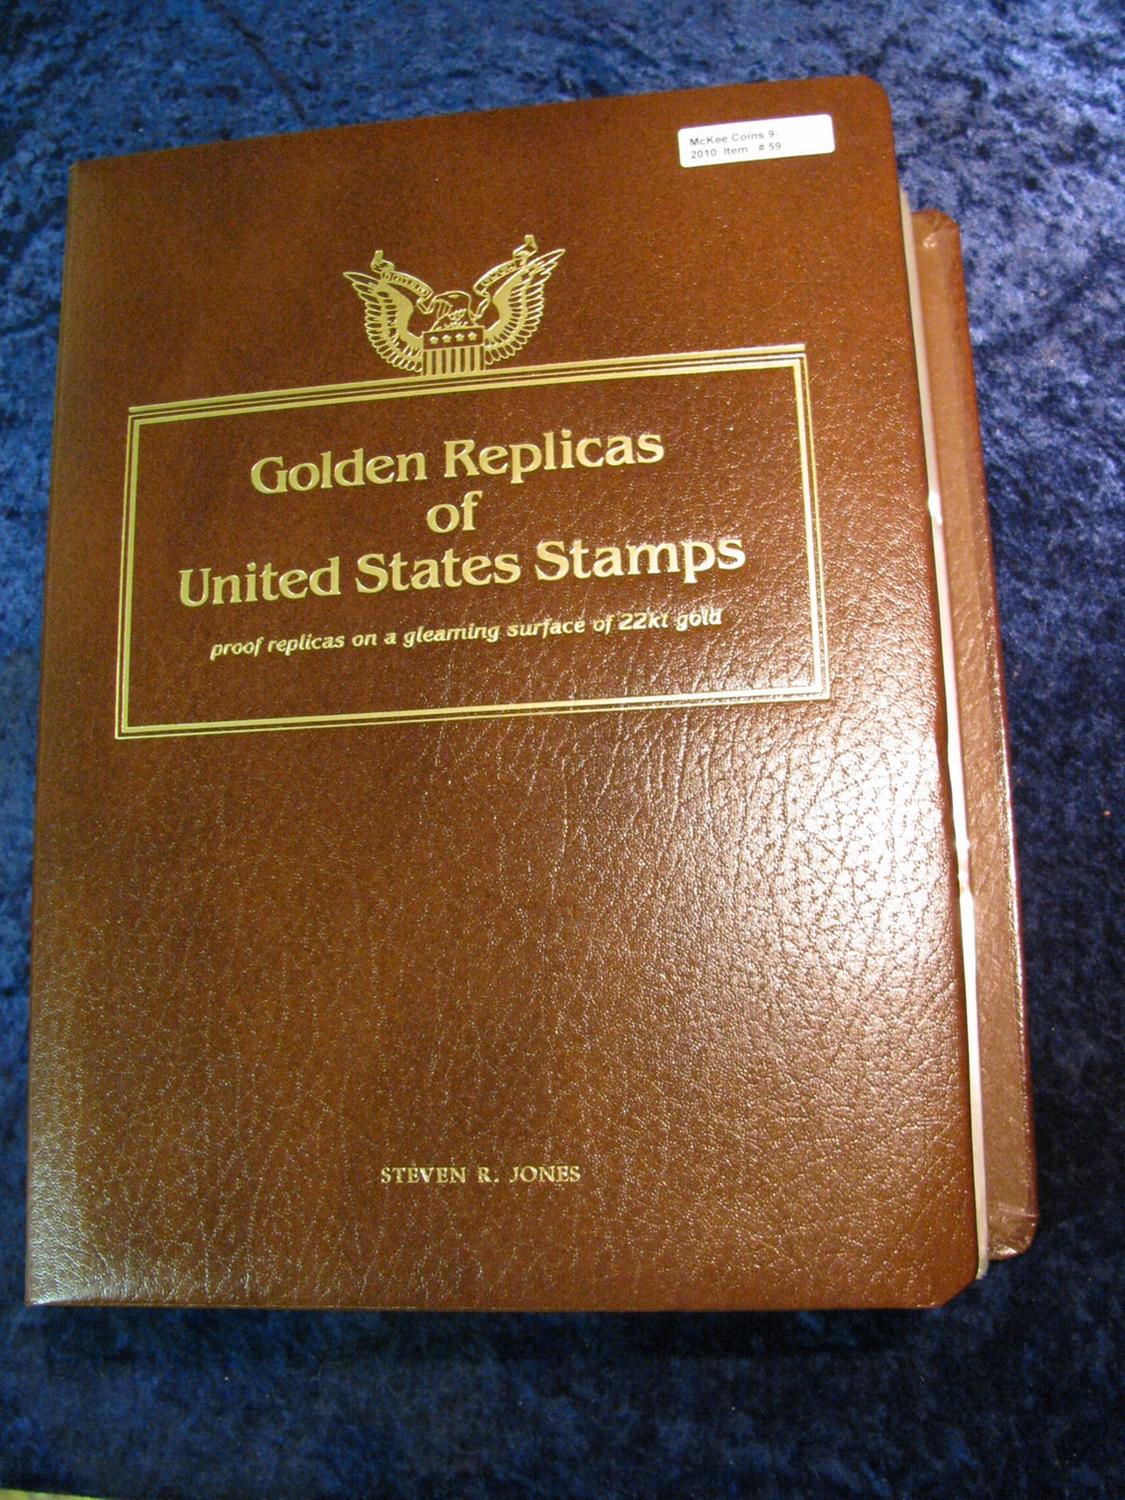 McKee Coins 9-
2010 Item # 59
Golden Replicas
of
United States Stamps
proof replicas on a gleaming surface of 22kt gold
STEVEN R. JONES